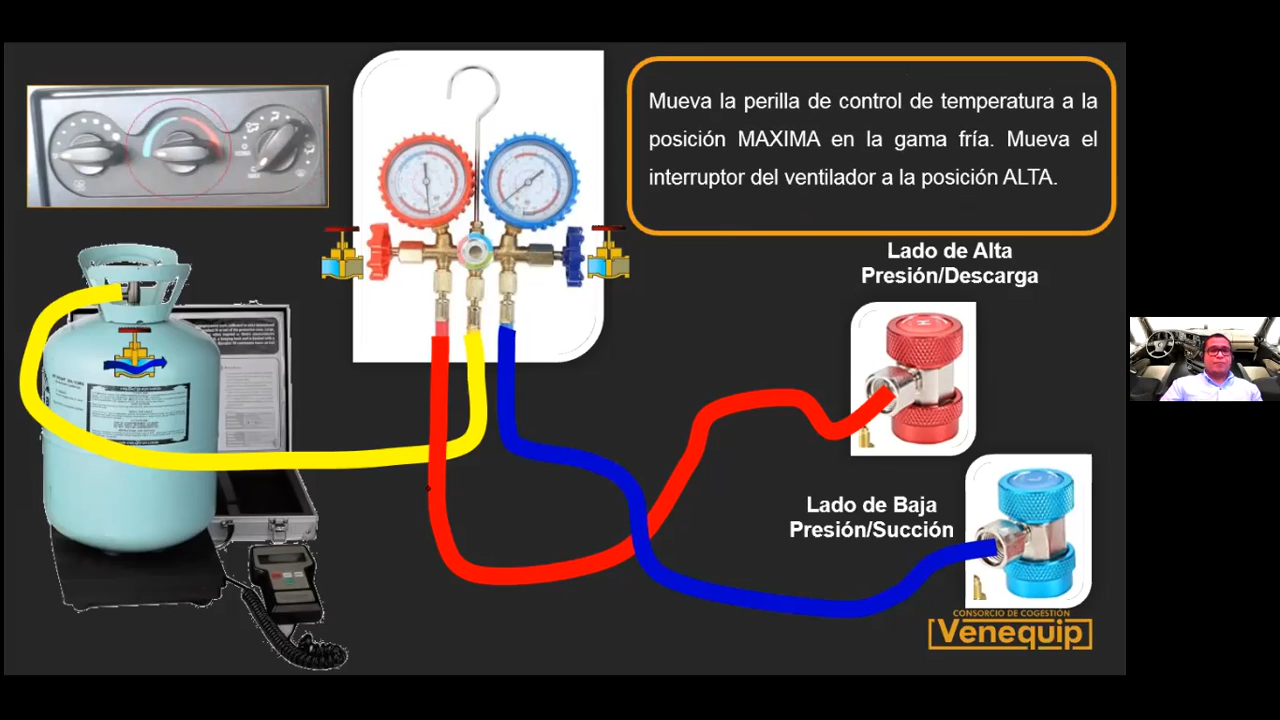 Mueva la perilla de control de temperatura a la
posición MAXIMA en la gama fría. Mueva el
interruptor del ventilador a la posición ALTA.
Lado de Alta
Presión/Descarga
Lado de Baja
Presión/Succión
CONSORCIO DE COGESTIÓN
Venequip